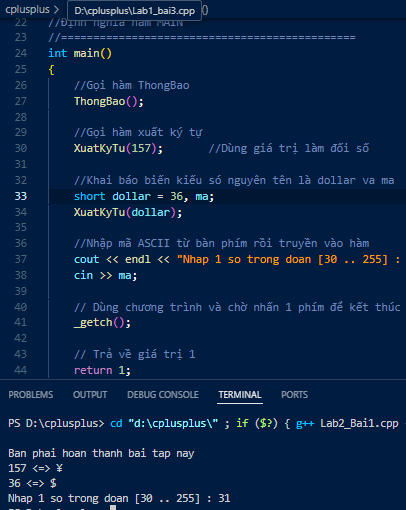 cplusplus > D:\cplusplus\Lab1_bai3.cpp
22 //Định nghĩa hàm MAIN
23 //=============================================
24 int main()
25 {
26 //Gọi hàm ThongBao
27 ThongBao();
28
29 //Gọi hàm xuất ký tự
30 XuatKyTu(157); //Dùng giá trị làm đối số
31
32 //Khai báo biến kiểu số nguyên tên là dollar va ma
33 short dollar = 36, ma;
34 XuatKyTu(dollar);
35
36 //Nhập mã ASCII từ bàn phím rồi truyền vào hàm
37 cout << endl << "Nhap 1 so trong doan [30 .. 255] :
38 cin >> ma;
39
40 // Dùng chương trình và chờ nhấn 1 phím để kết thúc
41 _getch();
42
43 // Trả về giá trị 1
44 return 1;
PROBLEMS OUTPUT DEBUG CONSOLE TERMINAL PORTS
PS D:\cplusplus> cd "d:\cplusplus\" ; if ($?) { g++ Lab2_Bai1.cpp
Ban phai hoan thanh bai tap nay
157 <=> ¥
36 <=> $
Nhap 1 so trong doan [30 .. 255] : 31